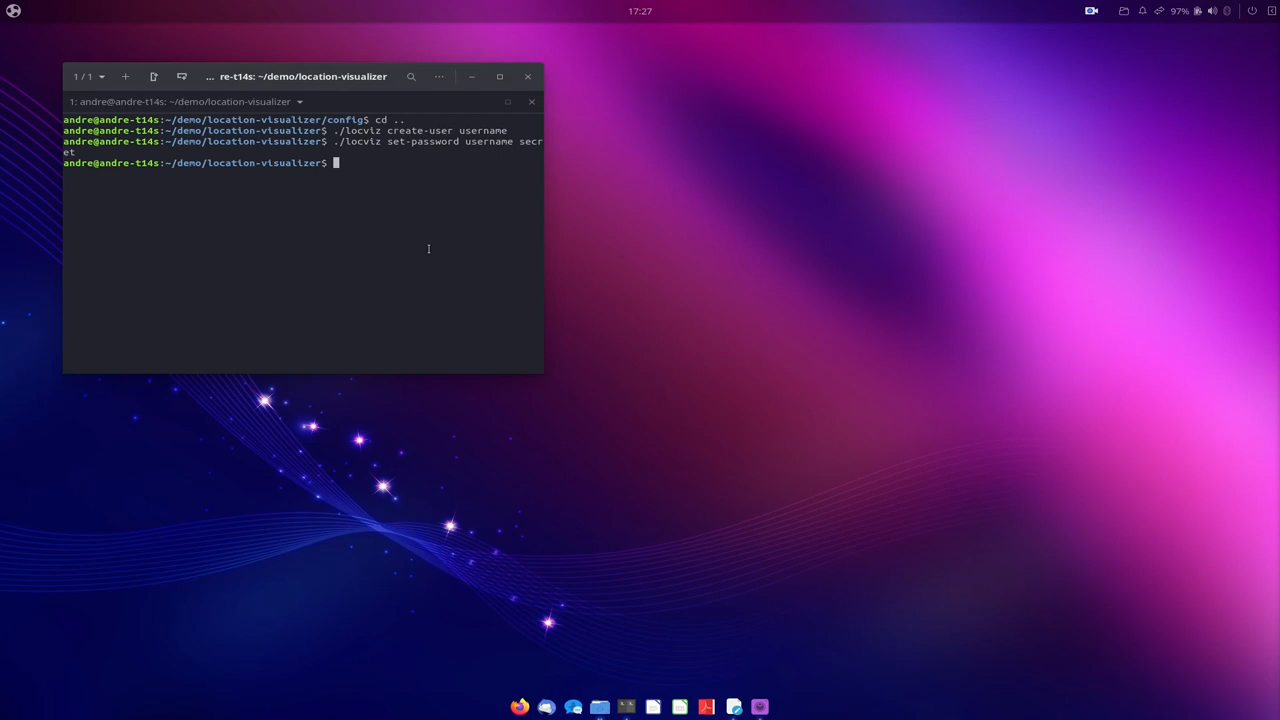 17:27
97%
1 / 1
... re-t14s: ~/demo/location-visualizer
1: andre@andre-t14s: ~/demo/location-visualizer
andre@andre-t14s:~/demo/location-visualizer/config$ cd ..
andre@andre-t14s:~/demo/location-visualizer$ ./locviz create-user username
andre@andre-t14s:~/demo/location-visualizer$ ./locviz set-password username secr
et
andre@andre-t14s:~/demo/location-visualizer$